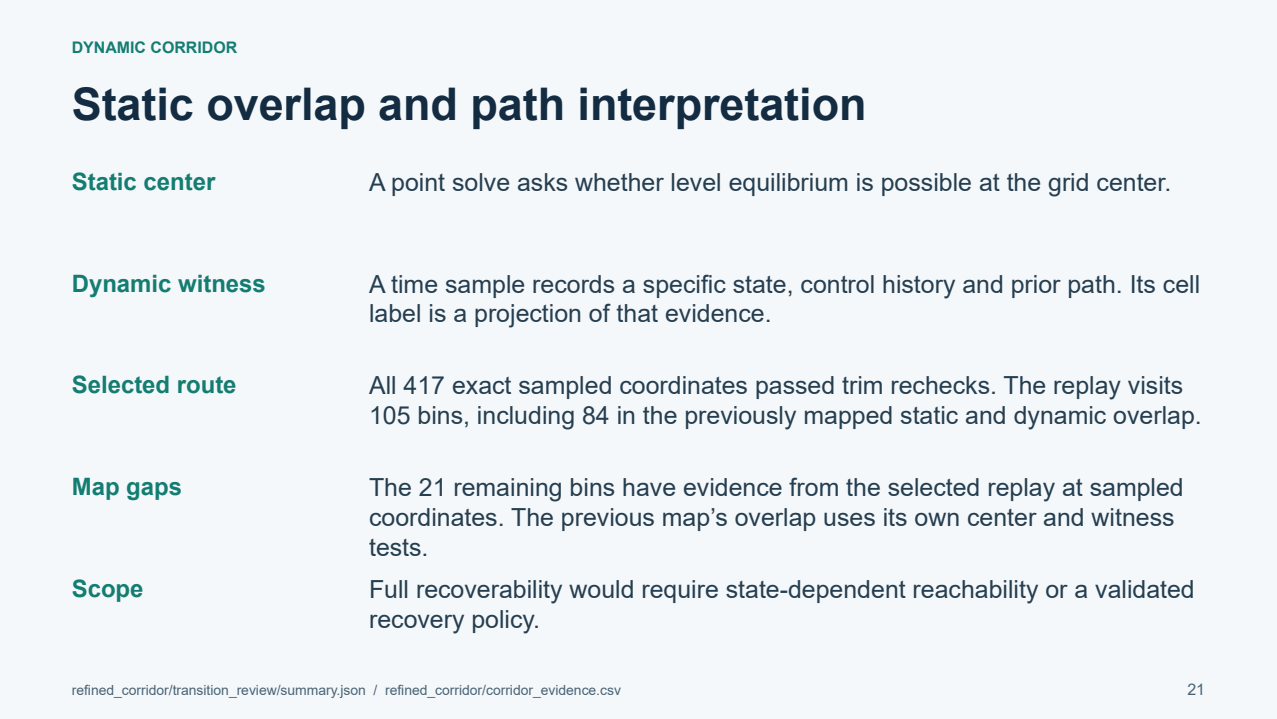 DYNAMIC CORRIDOR
Static overlap and path interpretation
Static center
A point solve asks whether level equilibrium is possible at the grid center.
Dynamic witness
A time sample records a specific state, control history and prior path. Its cell
label is a projection of that evidence.
Selected route
All 417 exact sampled coordinates passed trim rechecks. The replay visits
105 bins, including 84 in the previously mapped static and dynamic overlap.
Map gaps
The 21 remaining bins have evidence from the selected replay at sampled
coordinates. The previous map’s overlap uses its own center and witness
tests.
Scope
Full recoverability would require state-dependent reachability or a validated
recovery policy.
refined_corridor/transition_review/summary.json / refined_corridor/corridor_evidence.csv
21